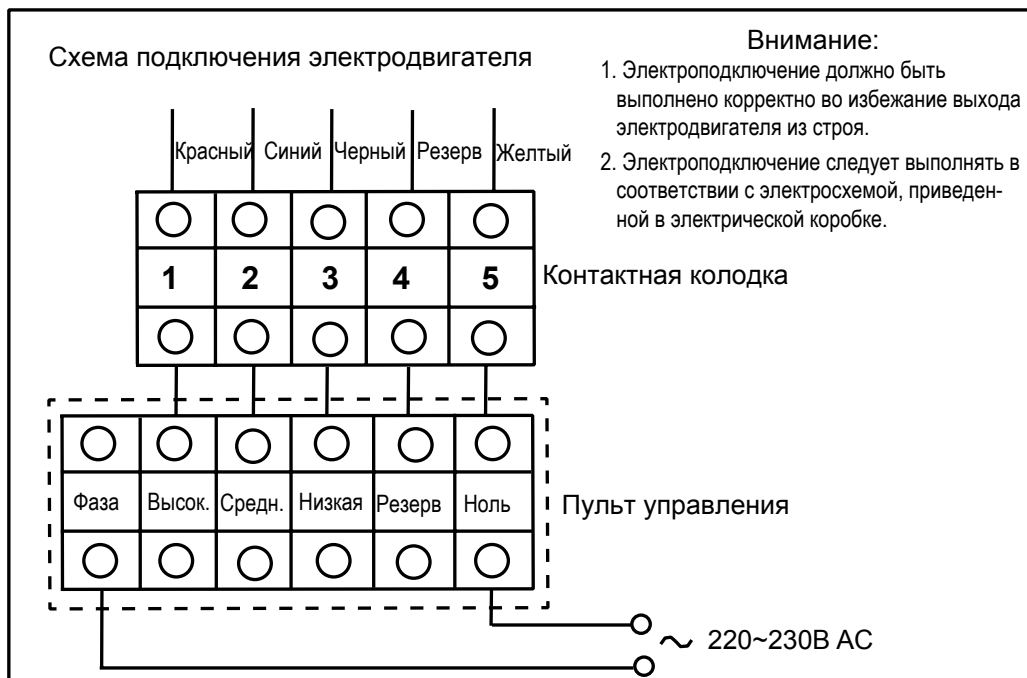 Схема подключения электродвигателя
Внимание:
1. Электроподключение должно быть
выполнено корректно во избежание выхода
электродвигателя из строя.
2. Электроподключение следует выполнять в
соответствии с электросхемой, приведен-
ной в электрической коробке.
Красный Синий Черный Резерв Желтый
1 2 3 4 5
Контактная колодка
Фаза Высок. Средн. Низкая Резерв Ноль
Пульт управления
~ 220~230В AC